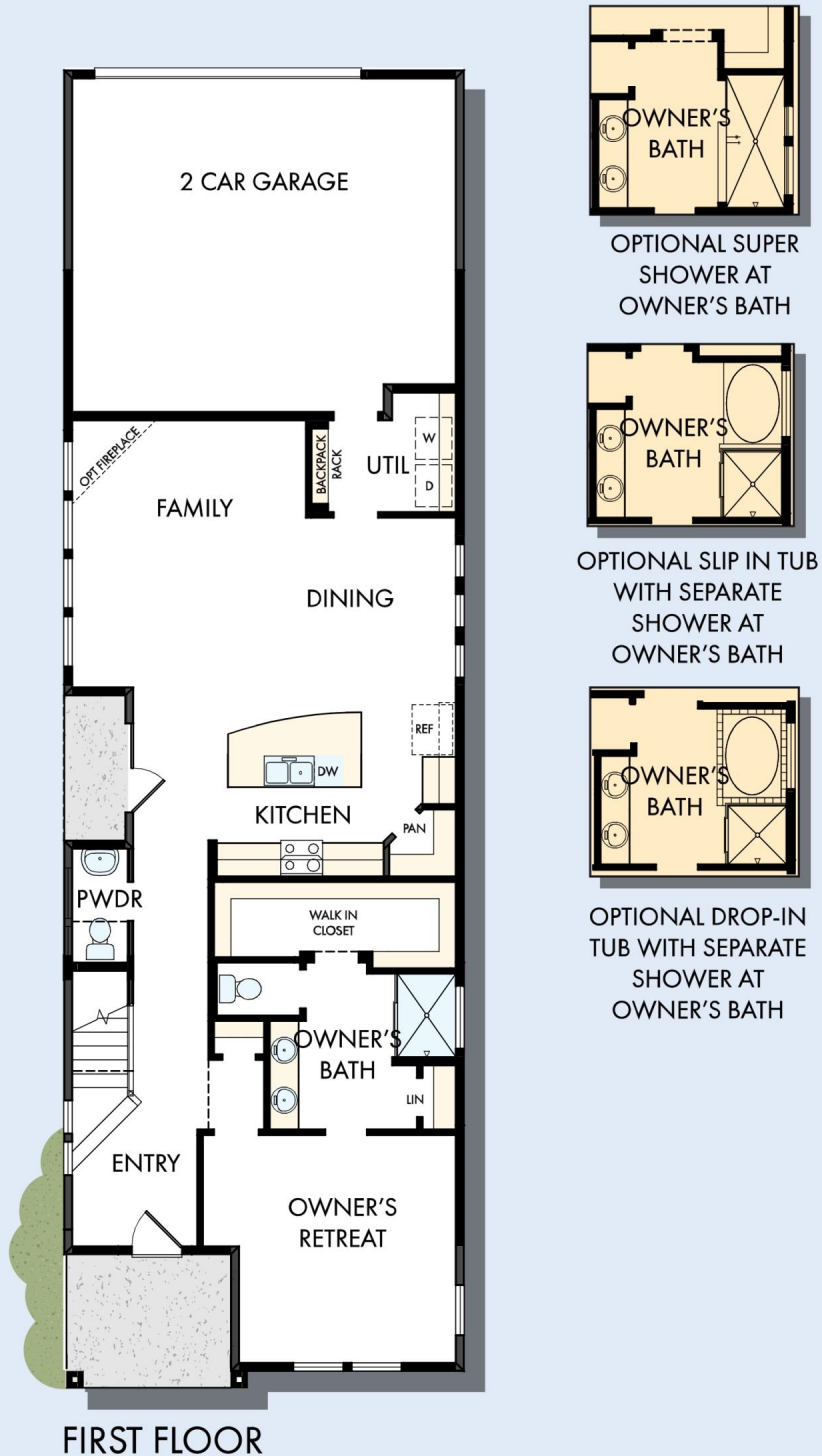 2 CAR GARAGE
OPT FIREPLACE
BACKPACK
RACK
UTIL
W
D
FAMILY
DINING
REF
DW
KITCHEN
PAN
PWDR
WALK IN
CLOSET
OWNER'S
BATH
LIN
ENTRY
OWNER'S
RETREAT
FIRST FLOOR
OWNER'S
BATH
OPTIONAL SUPER
SHOWER AT
OWNER'S BATH
OWNER'S
BATH
OPTIONAL SLIP IN TUB
WITH SEPARATE
SHOWER AT
OWNER'S BATH
OWNER'S
BATH
OPTIONAL DROP-IN
TUB WITH SEPARATE
SHOWER AT
OWNER'S BATH